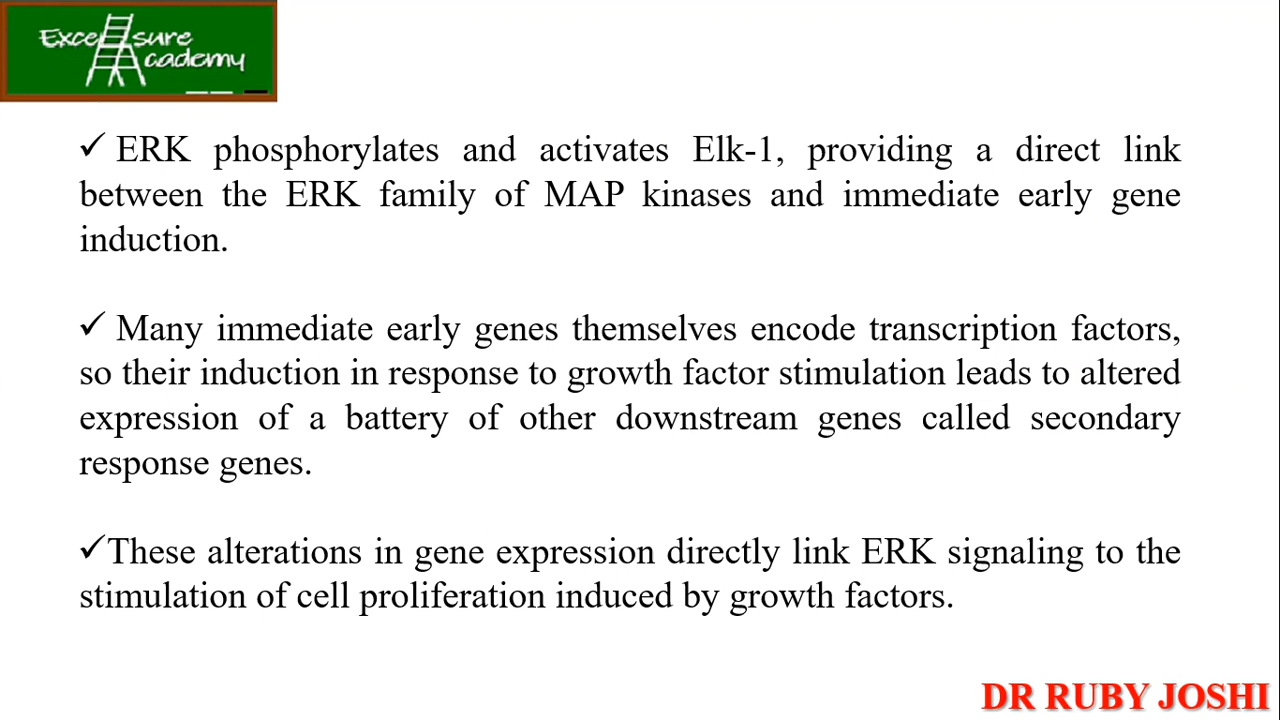 Excel sure
Academy
✓ ERK phosphorylates and activates Elk-1, providing a direct link
between the ERK family of MAP kinases and immediate early gene
induction.
✓ Many immediate early genes themselves encode transcription factors,
so their induction in response to growth factor stimulation leads to altered
expression of a battery of other downstream genes called secondary
response genes.
✓These alterations in gene expression directly link ERK signaling to the
stimulation of cell proliferation induced by growth factors.
DR RUBY JOSHI